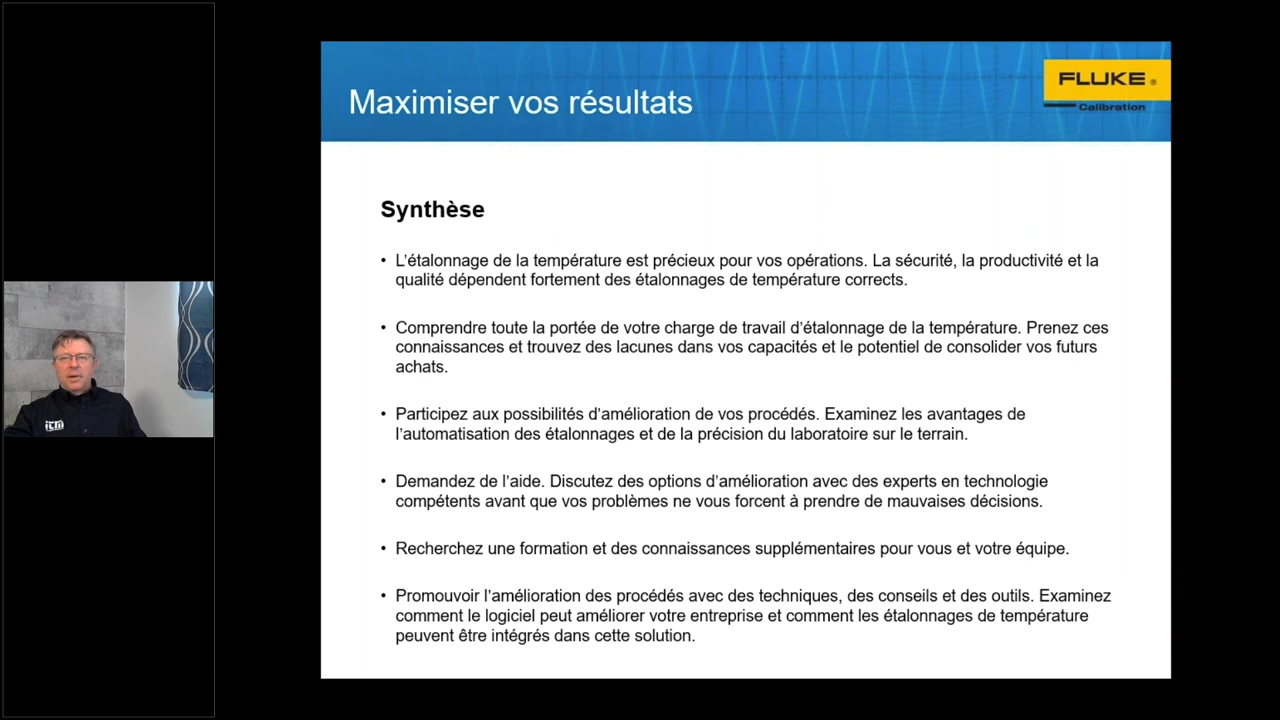 Maximiser vos résultats
FLUKE®
Calibration
Synthèse
• L'étalonnage de la température est précieux pour vos opérations. La sécurité, la productivité et la
qualité dépendent fortement des étalonnages de température corrects.
• Comprendre toute la portée de votre charge de travail d'étalonnage de la température. Prenez ces
connaissances et trouvez des lacunes dans vos capacités et le potentiel de consolider vos futurs
achats.
• Participez aux possibilités d'amélioration de vos procédés. Examinez les avantages de
l'automatisation des étalonnages et de la précision du laboratoire sur le terrain.
• Demandez de l'aide. Discutez des options d'amélioration avec des experts en technologie
compétents avant que vos problèmes ne vous forcent à prendre de mauvaises décisions.
• Recherchez une formation et des connaissances supplémentaires pour vous et votre équipe.
• Promouvoir l'amélioration des procédés avec des techniques, des conseils et des outils. Examinez
comment le logiciel peut améliorer votre entreprise et comment les étalonnages de température
peuvent être intégrés dans cette solution.
itm